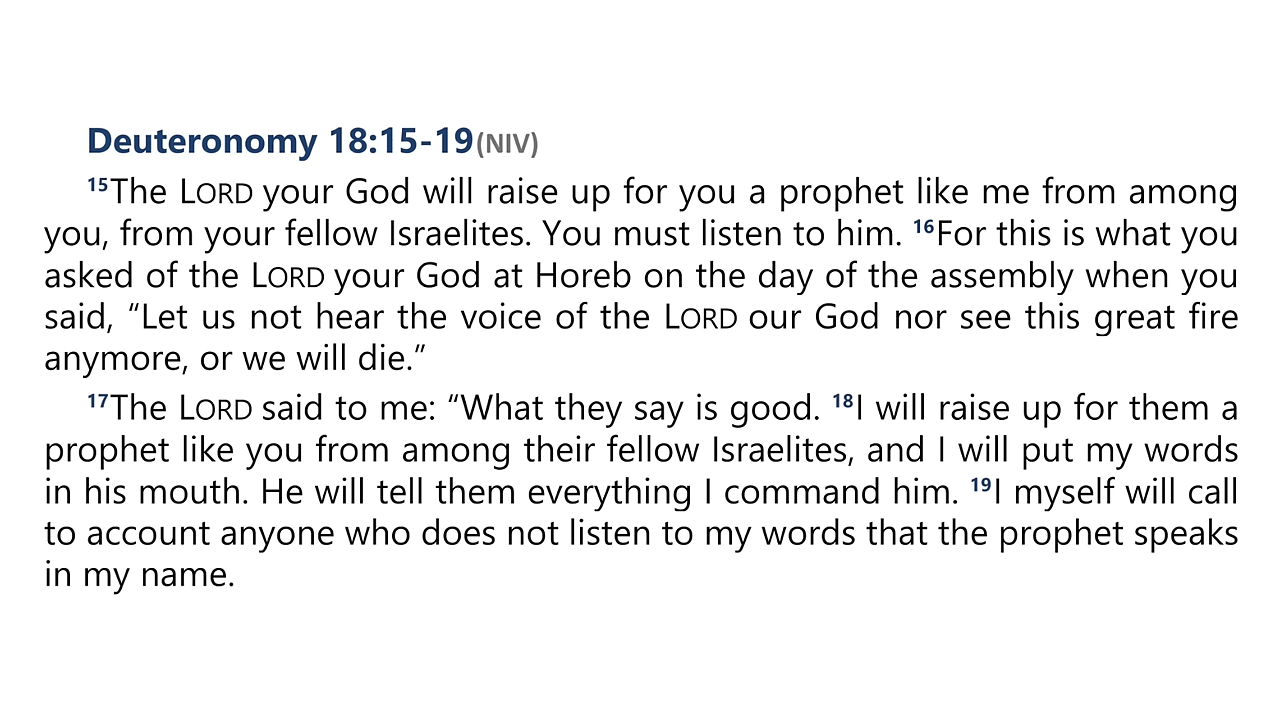 Deuteronomy 18:15-19(NIV)
15The LORD your God will raise up for you a prophet like me from among
you, from your fellow Israelites. You must listen to him. 16For this is what you
asked of the LORD your God at Horeb on the day of the assembly when you
said, “Let us not hear the voice of the LORD our God nor see this great fire
anymore, or we will die.”
17The LORD said to me: “What they say is good. 18I will raise up for them a
prophet like you from among their fellow Israelites, and I will put my words
in his mouth. He will tell them everything I command him. 19I myself will call
to account anyone who does not listen to my words that the prophet speaks
in my name.